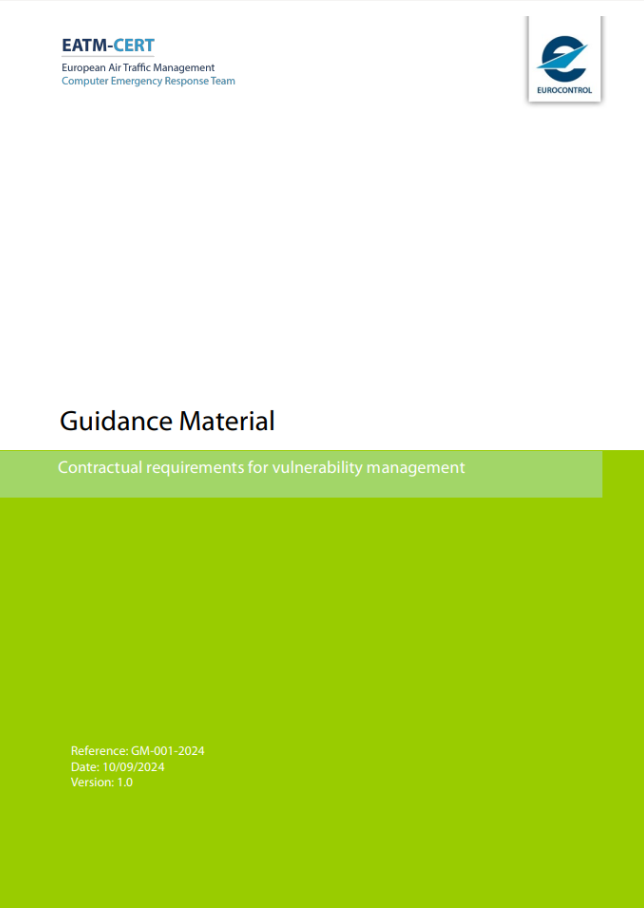 EATM-CERT
European Air Traffic Management
Computer Emergency Response Team
EUROCONTROL
Guidance Material
Contractual requirements for vulnerability management
Reference: GM-001-2024
Date: 10/09/2024
Version: 1.0